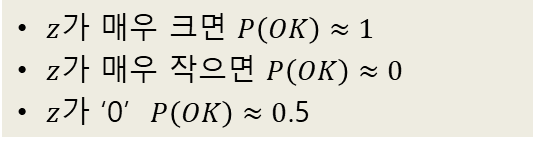 • z가 매우 크면 P(OK) ≈ 1
• z가 매우 작으면 P(OK) ≈ 0
• z가 ‘0’ P(OK) ≈ 0.5